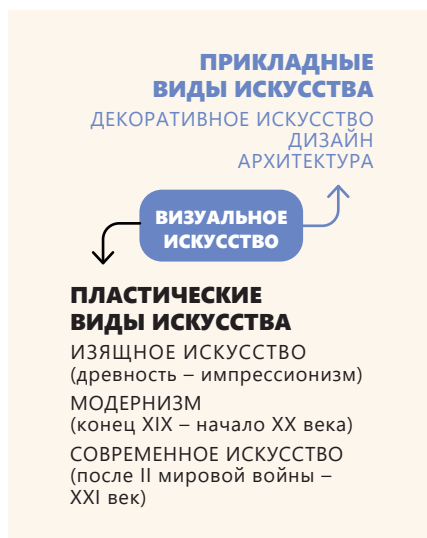 ПРИКЛАДНЫЕ
ВИДЫ ИСКУССТВА
ДЕКОРАТИВНОЕ ИСКУССТВО
ДИЗАЙН
АРХИТЕКТУРА
ВИЗУАЛЬНОЕ
ИСКУССТВО
ПЛАСТИЧЕСКИЕ
ВИДЫ ИСКУССТВА
ИЗЯЩНОЕ ИСКУССТВО
(древность – импрессионизм)
МОДЕРНИЗМ
(конец XIX – начало XX века)
СОВРЕМЕННОЕ ИСКУССТВО
(после II мировой войны –
XXI век)